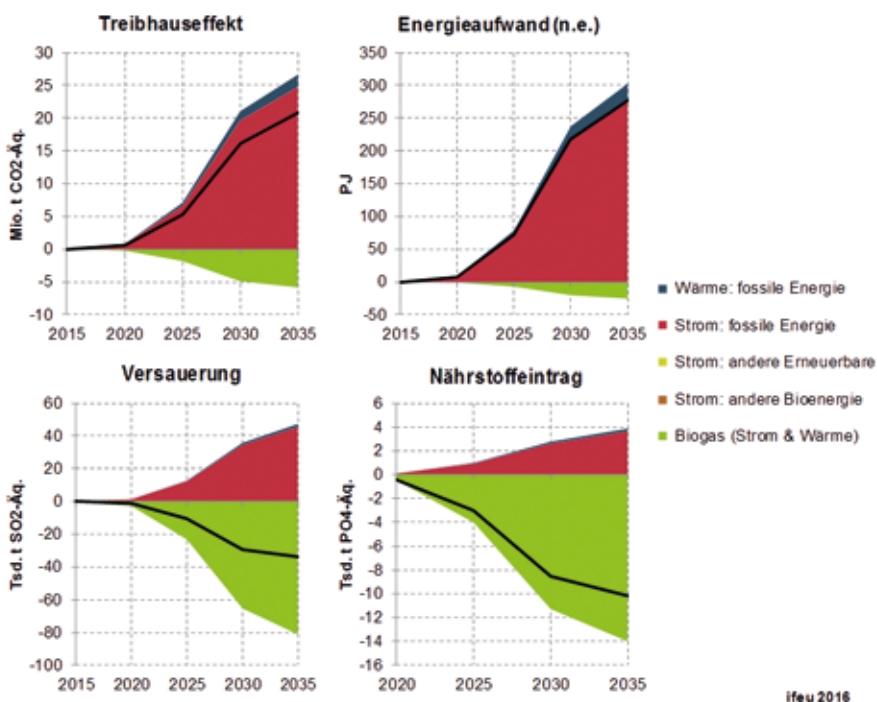 Treibhauseffekt
Mio. t CO2-Äq.
30
25
20
15
10
5
0
-5
-10
2015 2020 2025 2030 2035
Energieaufwand (n.e.)
PJ
350
300
250
200
150
100
50
0
-50
2015 2020 2025 2030 2035
Versauerung
Tsd. t SO2-Äq.
60
40
20
0
-20
-40
-60
-80
-100
2015 2020 2025 2030 2035
Nährstoffeintrag
Tsd. t PO4-Äq.
6
4
2
0
-2
-4
-6
-8
-10
-12
-14
-16
2020 2025 2030 2035
Wärme: fossile Energie
Strom: fossile Energie
Strom: andere Erneuerbare
Strom: andere Bioenergie
Biogas (Strom & Wärme)
ifeu 2016